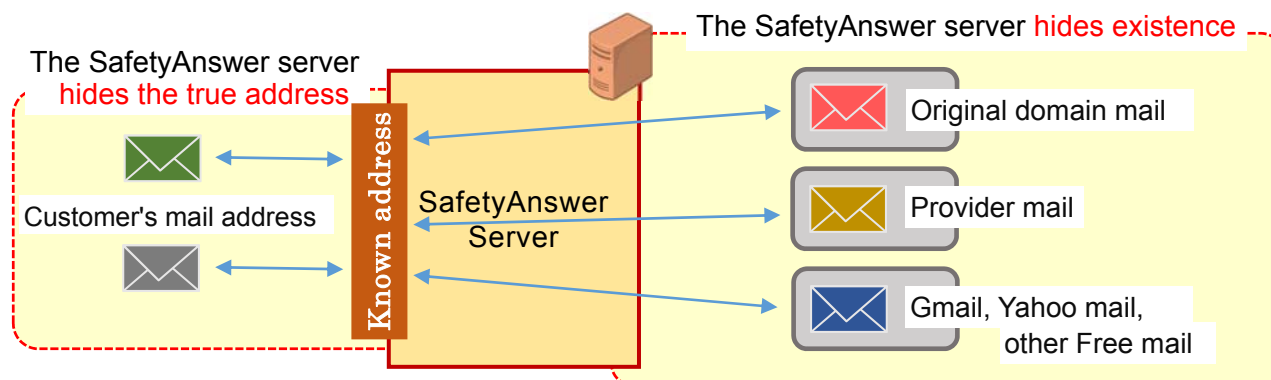 The SafetyAnswer server hides existence
The SafetyAnswer server
hides the true address
Original domain mail
Known address
SafetyAnswer
Server
Customer's mail address
Provider mail
Gmail, Yahoo mail,
other Free mail